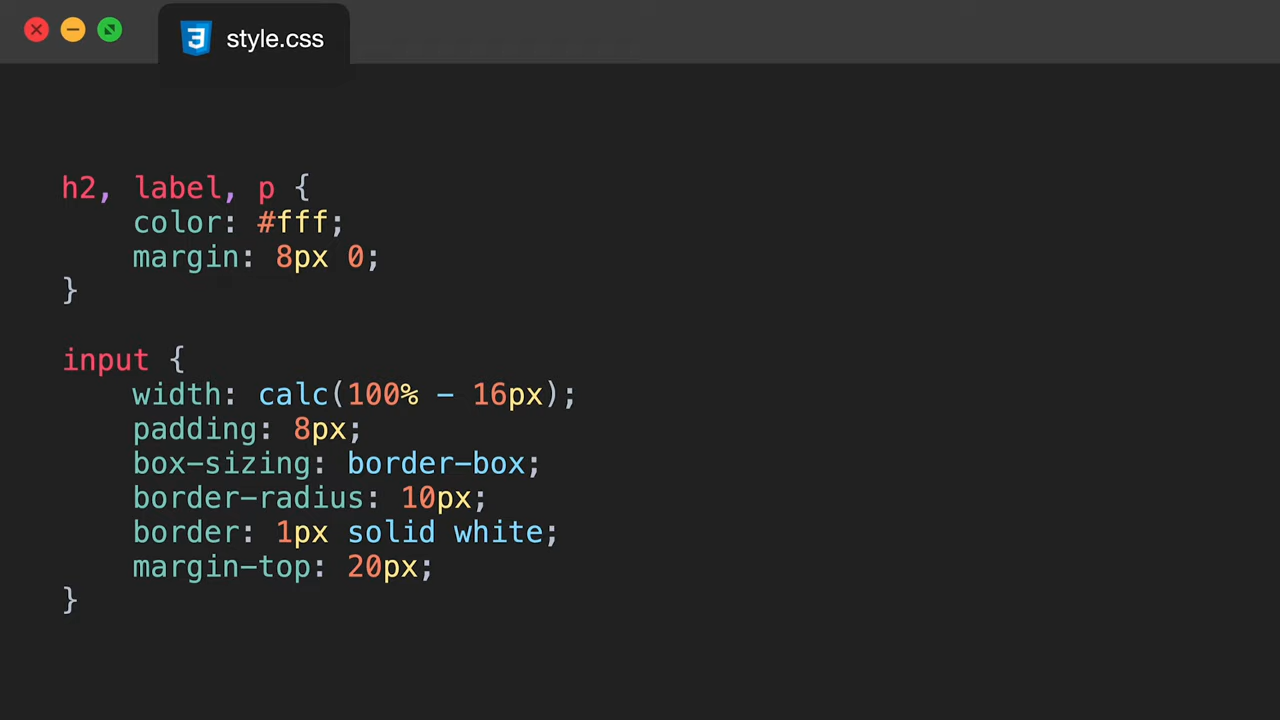 style.css
h2, label, p {
    color: #fff;
    margin: 8px 0;
}
input {
    width: calc(100% - 16px);
    padding: 8px;
    box-sizing: border-box;
    border-radius: 10px;
    border: 1px solid white;
    margin-top: 20px;
}